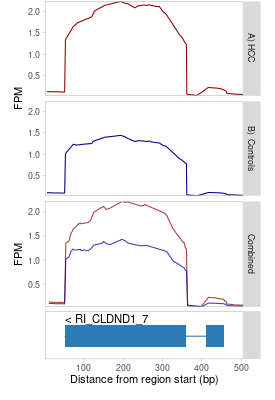 2.0
1.5
1.0
0.5
A) HCC
FPM
2.0
1.5
1.0
0.5
B) Controls
2.0
1.5
1.0
0.5
Combined
FPM
< RI_CLDND1_7
100 200 300 400 500
Distance from region start (bp)